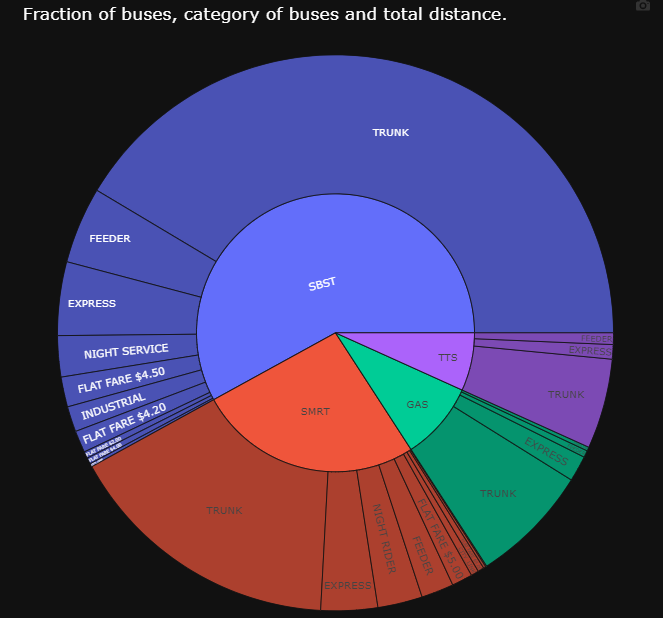 Fraction of buses, category of buses and total distance.
TRUNK
FEEDER
EXPRESS
NIGHT SERVICE
FLAT FARE $4.50
INDUSTRIAL
FLAT FARE $4.20
SBST
TTS
GAS
SMRT
FEEDER
EXPRESS
TRUNK
EXPRESS
TRUNK
TRUNK
EXPRESS
NIGHT RIDER
FEEDER
FLAT FARE $5.00